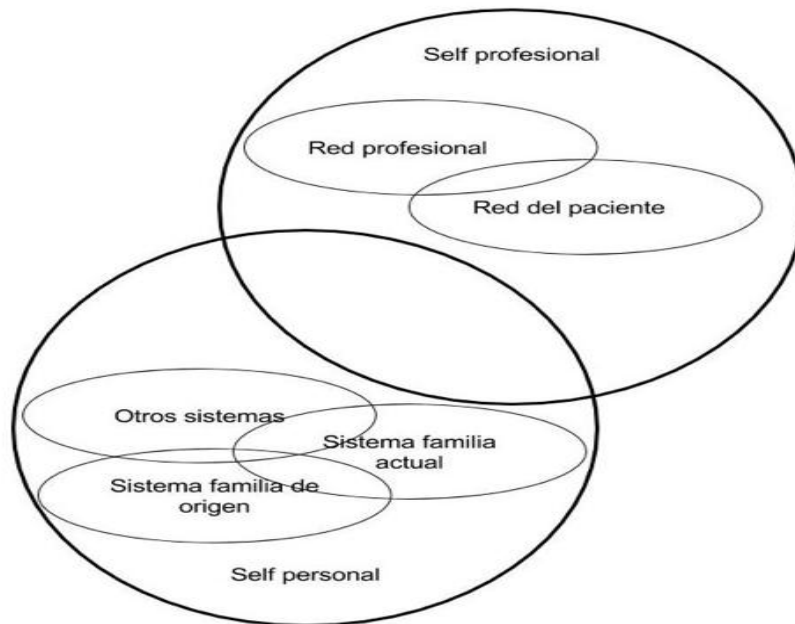 Self profesional
Red profesional
Red del paciente
Otros sistemas
Sistema familia
actual
Sistema familia de
origen
Self personal